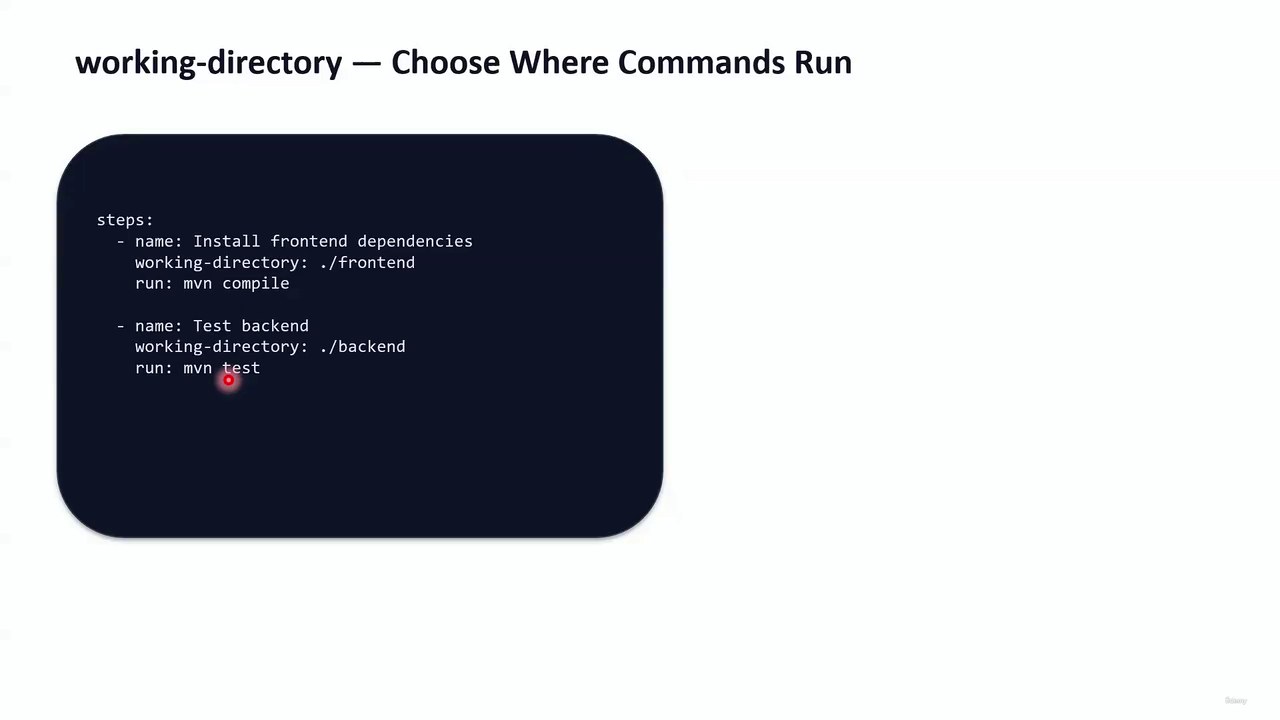 working-directory — Choose Where Commands Run
steps:
  - name: Install frontend dependencies
    working-directory: ./frontend
    run: mvn compile
  - name: Test backend
    working-directory: ./backend
    run: mvn test
Udemy